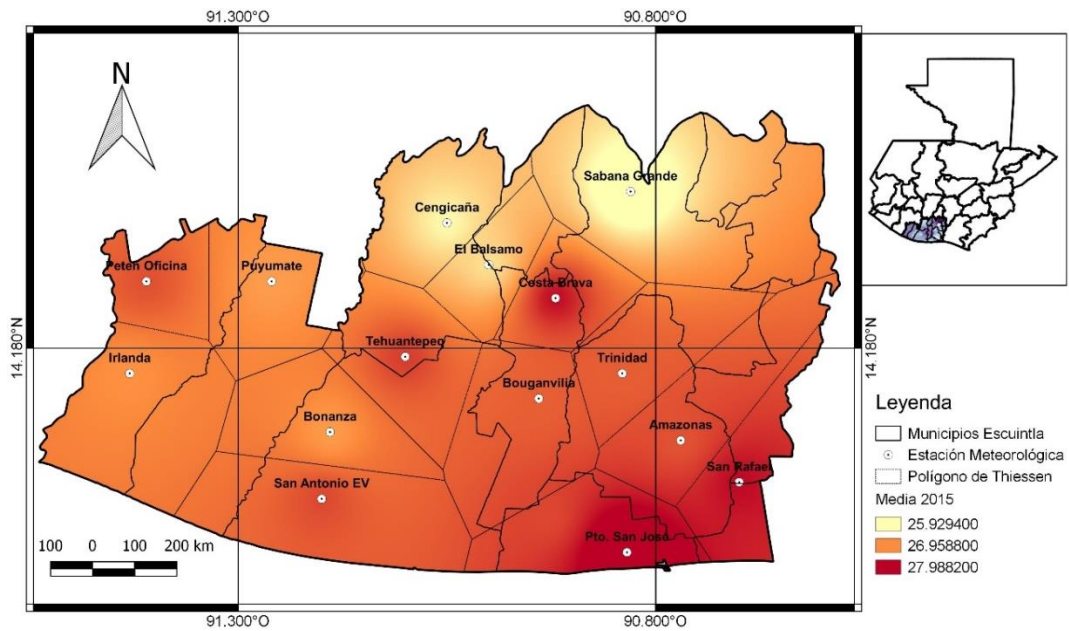 91.300°O
90.800°O
N
Sabana Grande
Cengicaña
El Balsamo
Peten Oficina
Puyumate
Costa Brava
14.180°N
14.180°N
Tehuantepeq
Irlanda
Trinidad
Bouganvilia
Bonanza
Amazonas
San Rafael
San Antonio EV
Pto. San José
100 0 100 200 km
Leyenda
Municipios Escuintla
Estación Meteorológica
Polígono de Thiessen
Media 2015
25.929400
26.958800
27.988200
91.300°O
90.800°O